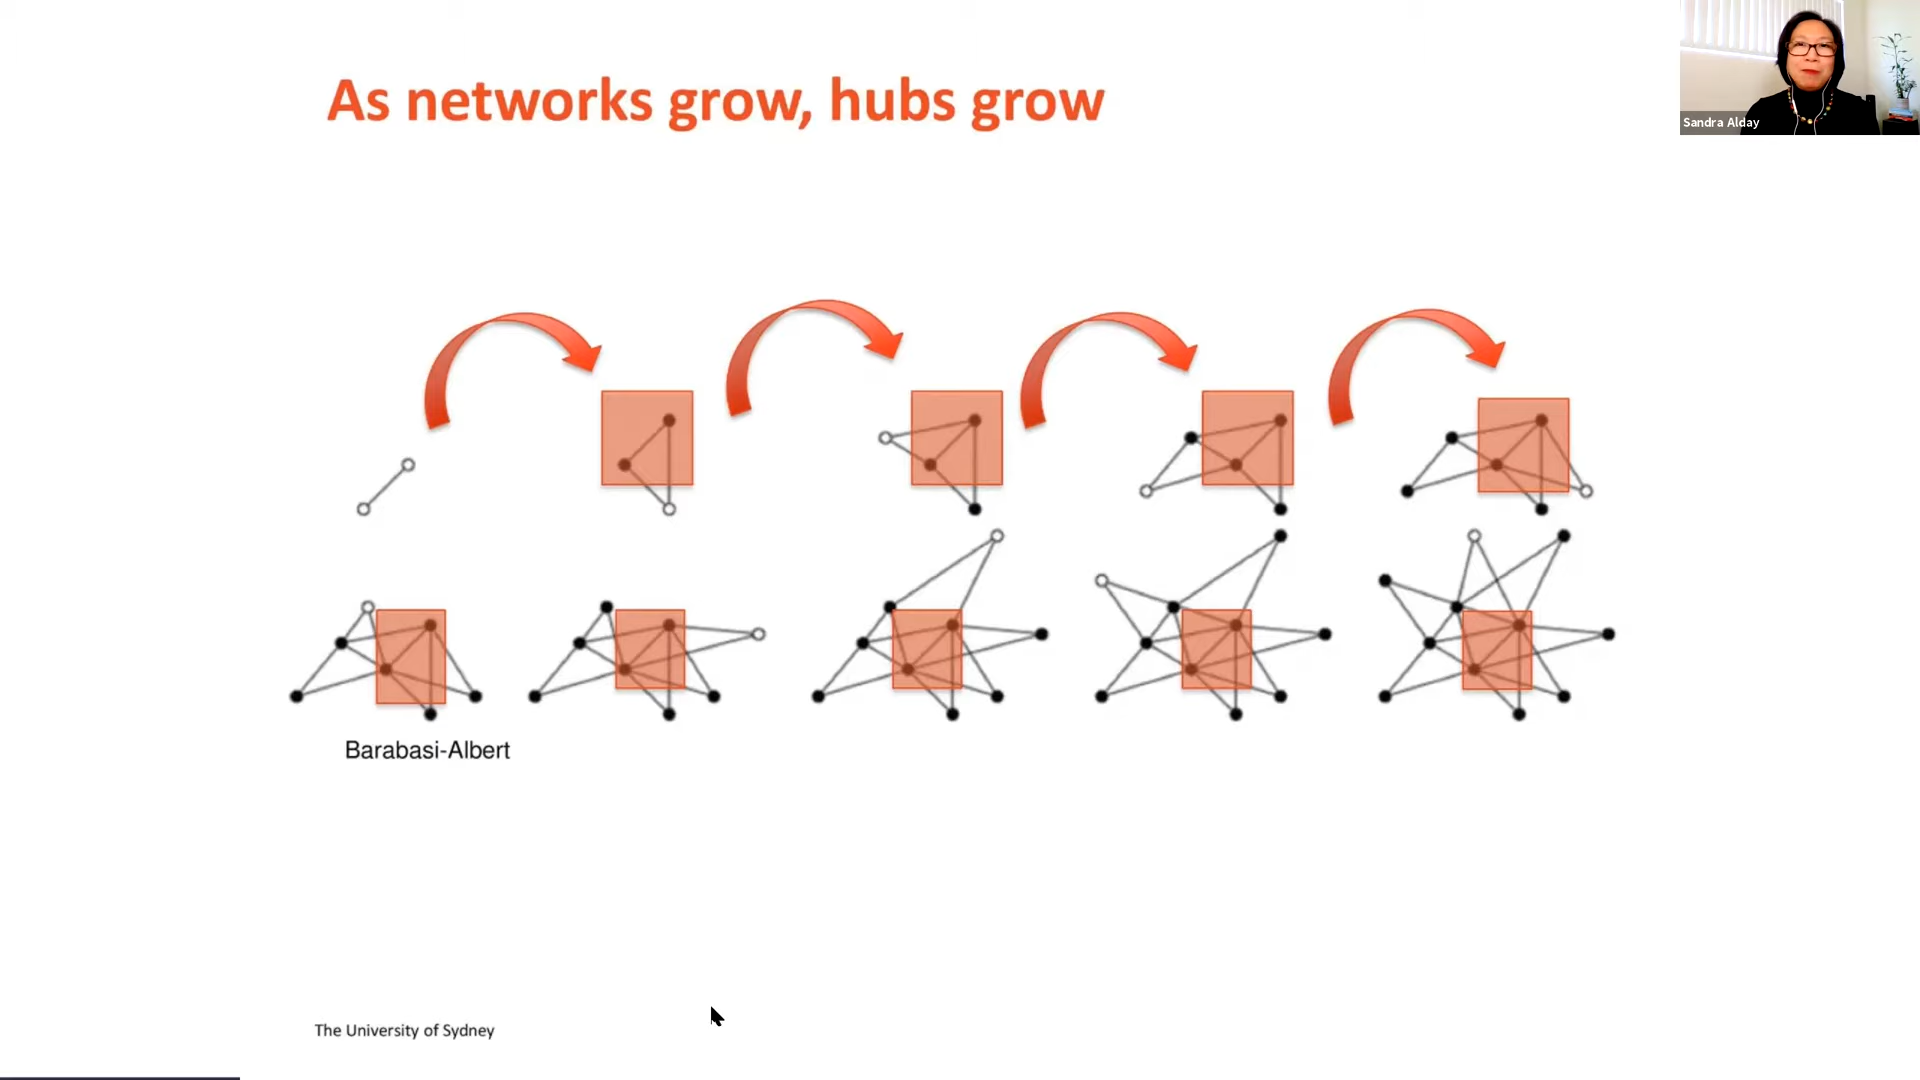 As networks grow, hubs grow
Sandra Alday
Barabasi-Albert
The University of Sydney